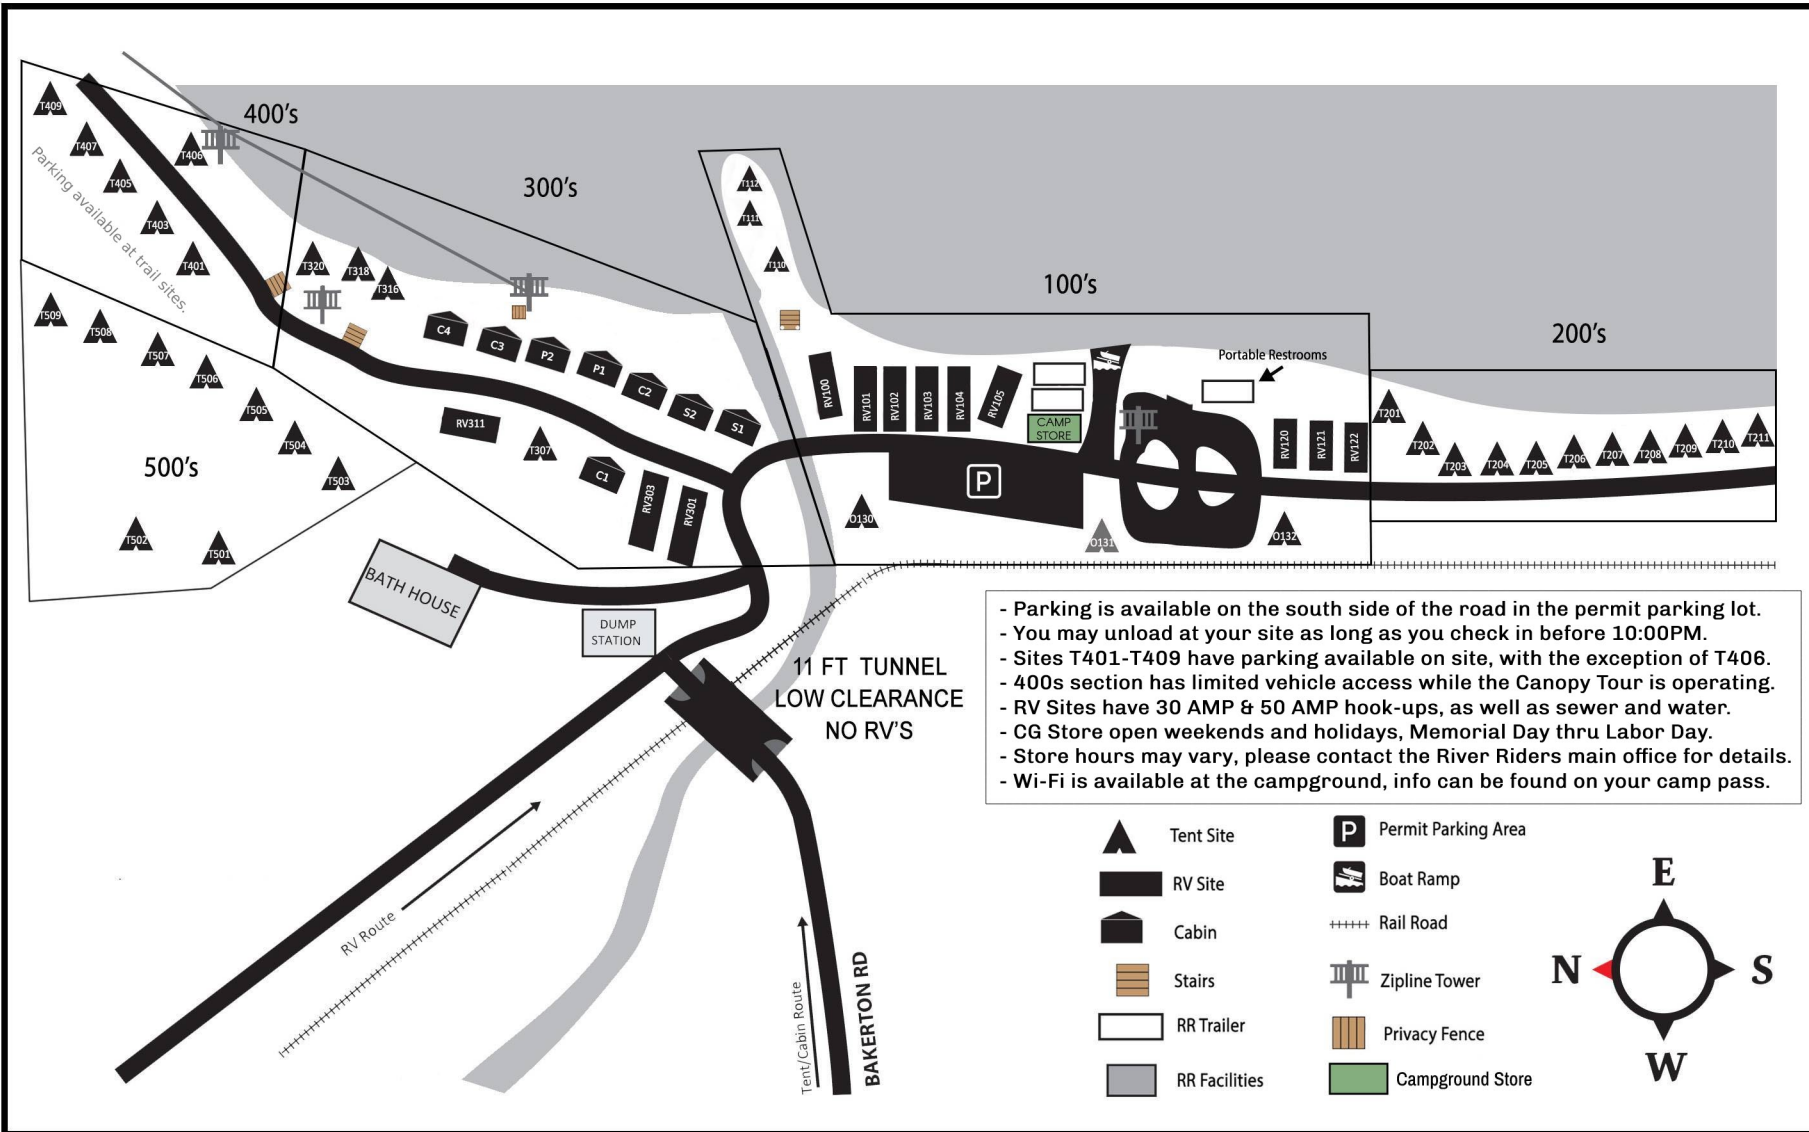 400's
300's
100's
200's
500's
T409
T407
T405
T403
T401
T406
Parking available at trail sites.
T320
T318
T316
T112
T111
T110
C4
C3
P2
P1
C2
S2
S1
RV311
T307
C1
RV303
RV301
T509
T508
T507
T506
T505
T504
T503
T502
T501
RV100
RV101
RV102
RV103
RV104
RV105
CAMP
STORE
Portable Restrooms
RV120
RV121
RV122
P
O130
O131
O132
T201
T202
T203
T204
T205
T206
T207
T208
T209
T210
T211
BATH HOUSE
DUMP
STATION
11 FT TUNNEL
LOW CLEARANCE
NO RV'S
RV Route
Tent/Cabin Route
BAKERTON RD
- Parking is available on the south side of the road in the permit parking lot.
- You may unload at your site as long as you check in before 10:00PM.
- Sites T401-T409 have parking available on site, with the exception of T406.
- 400s section has limited vehicle access while the Canopy Tour is operating.
- RV Sites have 30 AMP & 50 AMP hook-ups, as well as sewer and water.
- CG Store open weekends and holidays, Memorial Day thru Labor Day.
- Store hours may vary, please contact the River Riders main office for details.
- Wi-Fi is available at the campground, info can be found on your camp pass.
Tent Site
RV Site
Cabin
Stairs
RR Trailer
RR Facilities
P Permit Parking Area
Boat Ramp
Rail Road
Zipline Tower
Privacy Fence
Campground Store
E
N
S
W